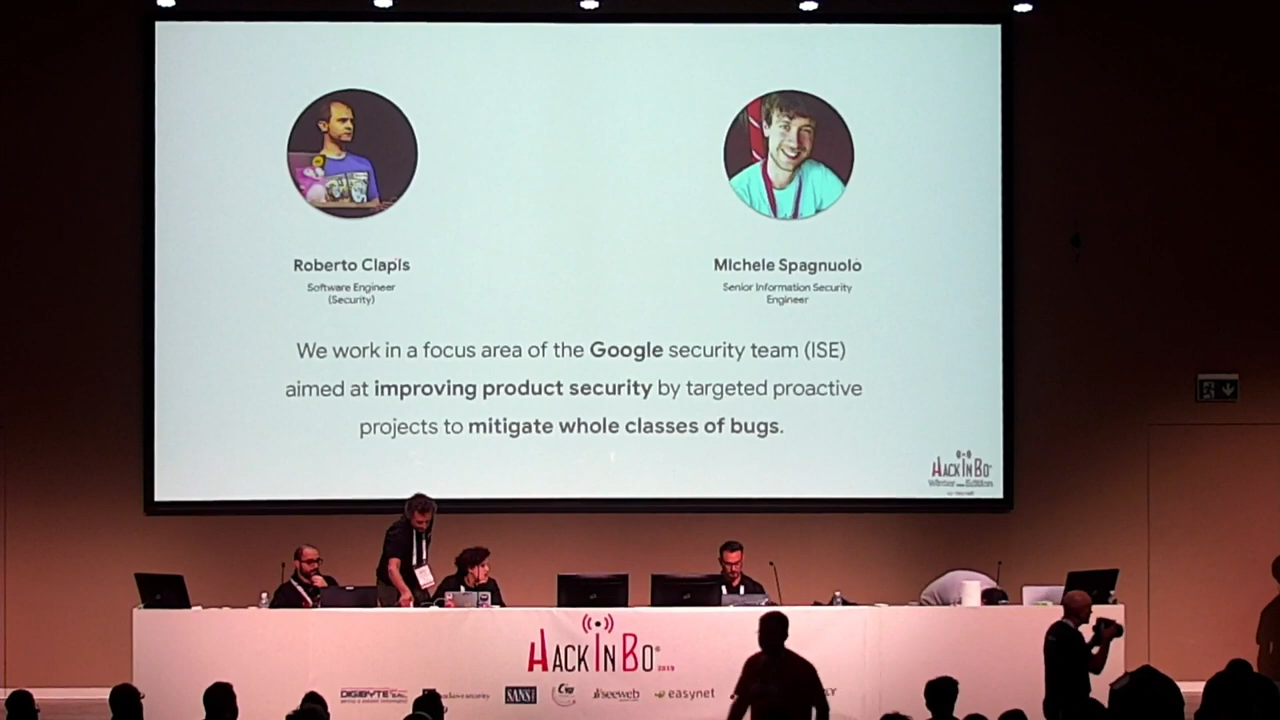 Roberto Clapis
Software Engineer
(Security)
Michele Spagnuolo
Senior Information Security
Engineer
We work in a focus area of the Google security team (ISE)
aimed at improving product security by targeted proactive
projects to mitigate whole classes of bugs.
HACKINBO
Winter Edition
HACKINBO
2019
DIGIBYTE
SANS
seeweb
easynet